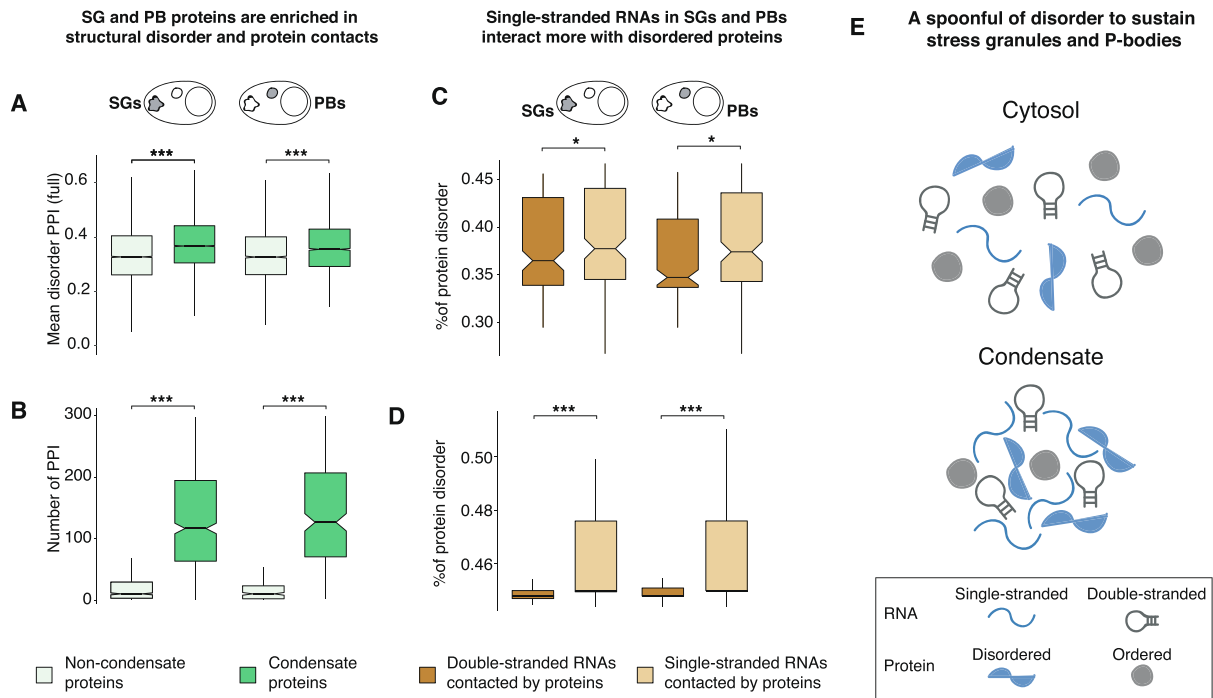 SG and PB proteins are enriched in
structural disorder and protein contacts
A
SGs
PBs
***
***
Mean disorder PPI (full)
0.6
0.4
0.2
0.0
B
***
***
Number of PPI
300
200
100
0
Non-condensate
proteins
Condensate
proteins
Single-stranded RNAs in SGs and PBs
interact more with disordered proteins
C
SGs
PBs
*
*
%of protein disorder
0.45
0.40
0.35
0.30
D
***
***
%of protein disorder
0.50
0.48
0.46
Double-stranded RNAs
contacted by proteins
Single-stranded RNAs
contacted by proteins
E
A spoonful of disorder to sustain
stress granules and P-bodies
Cytosol
Condensate
Single-stranded
Double-stranded
RNA
Disordered
Ordered
Protein